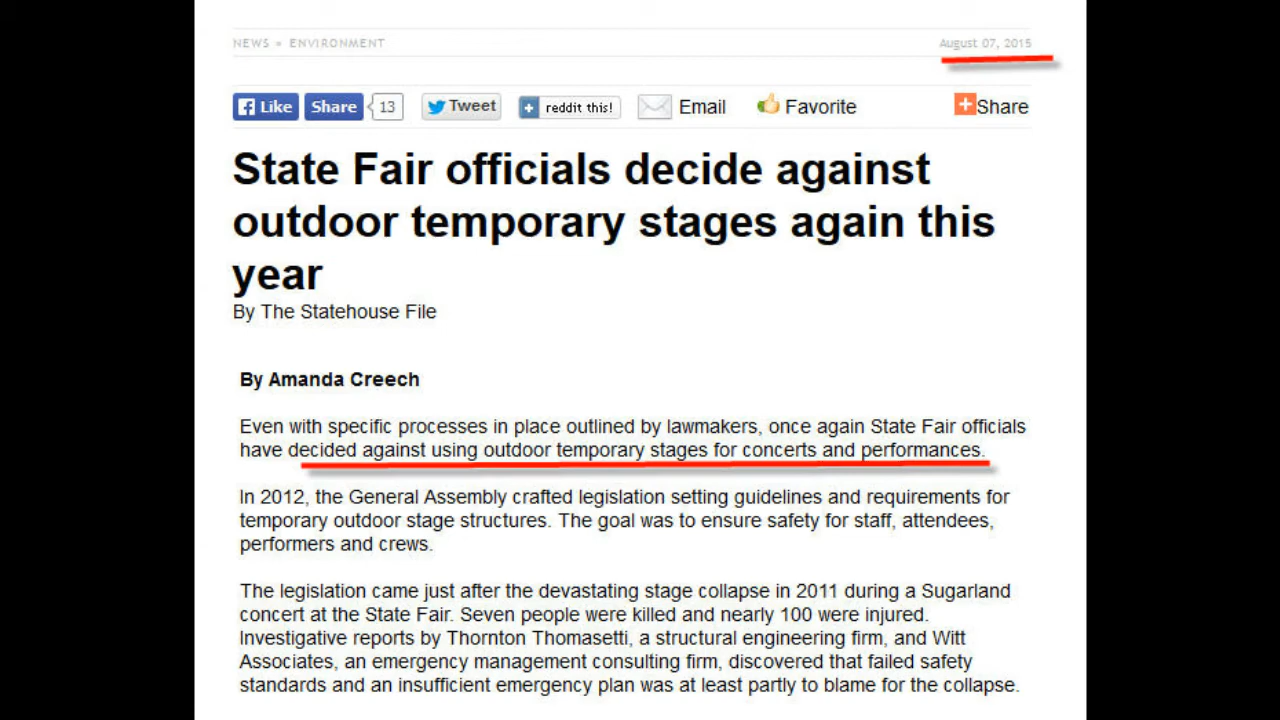 NEWS » ENVIRONMENT
August 07, 2015
Like Share 13 Tweet reddit this! Email Favorite Share
State Fair officials decide against
outdoor temporary stages again this
year
By The Statehouse File
By Amanda Creech
Even with specific processes in place outlined by lawmakers, once again State Fair officials
have decided against using outdoor temporary stages for concerts and performances.
In 2012, the General Assembly crafted legislation setting guidelines and requirements for
temporary outdoor stage structures. The goal was to ensure safety for staff, attendees,
performers and crews.
The legislation came just after the devastating stage collapse in 2011 during a Sugarland
concert at the State Fair. Seven people were killed and nearly 100 were injured.
Investigative reports by Thornton Thomasetti, a structural engineering firm, and Witt
Associates, an emergency management consulting firm, discovered that failed safety
standards and an insufficient emergency plan was at least partly to blame for the collapse.